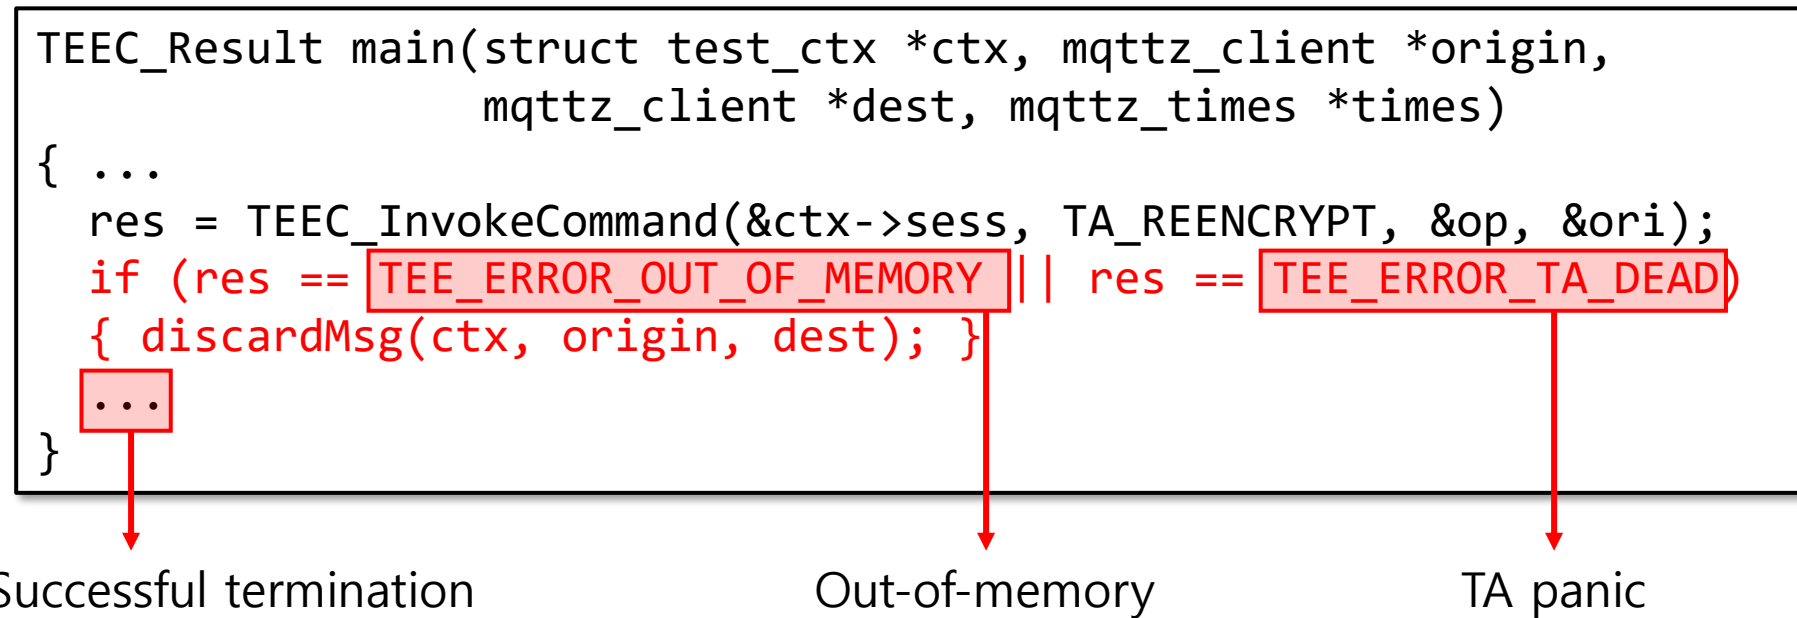 TEEC_Result main(struct test_ctx *ctx, mqttz_client *origin,
mqttz_client *dest, mqttz_times *times)
{ ...
res = TEEC_InvokeCommand(&ctx->sess, TA_REENCRYPT, &op, &ori);
if (res == TEE_ERROR_OUT_OF_MEMORY || res == TEE_ERROR_TA_DEAD)
{ discardMsg(ctx, origin, dest); }
...
}
Successful termination Out-of-memory TA panic